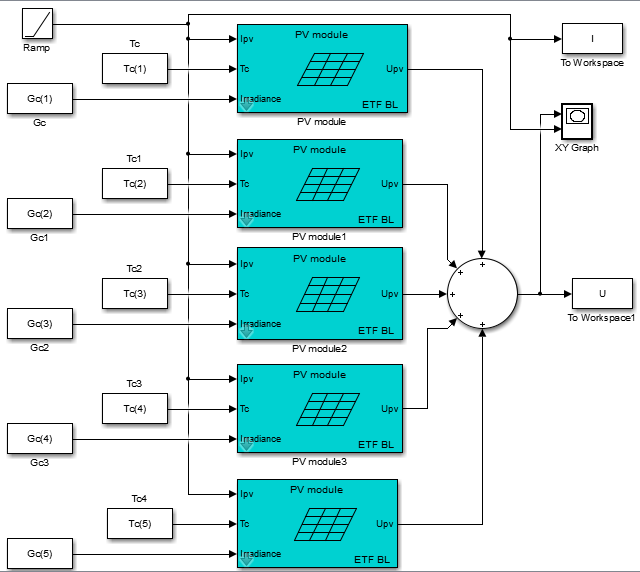 Ramp
PV module
Ipv
Tc
Irradiance
Upv
ETF BL
PV module
Tc
Tc(1)
Gc(1)
Gc
I
To Workspace
XY Graph
PV module
Ipv
Tc
Irradiance
Upv
ETF BL
PV module1
Tc1
Tc(2)
Gc(2)
Gc1
PV module
Ipv
Tc
Irradiance
Upv
ETF BL
PV module2
Tc2
Tc(3)
Gc(3)
Gc2
+
+
+
+
+
U
To Workspace1
PV module
Ipv
Tc
Irradiance
Upv
ETF BL
PV module3
Tc3
Tc(4)
Gc(4)
Gc3
PV module
Ipv
Tc
Irradiance
Upv
ETF BL
Tc4
Tc(5)
Gc(5)